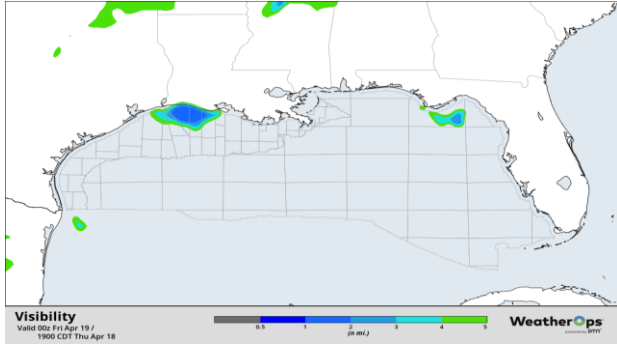 Visibility
Valid 00z Fri Apr 19 /
1900 CDT Thu Apr 18
0.5 1 2 3 4 5
(n mi.)
WeatherOps
powered by DTN